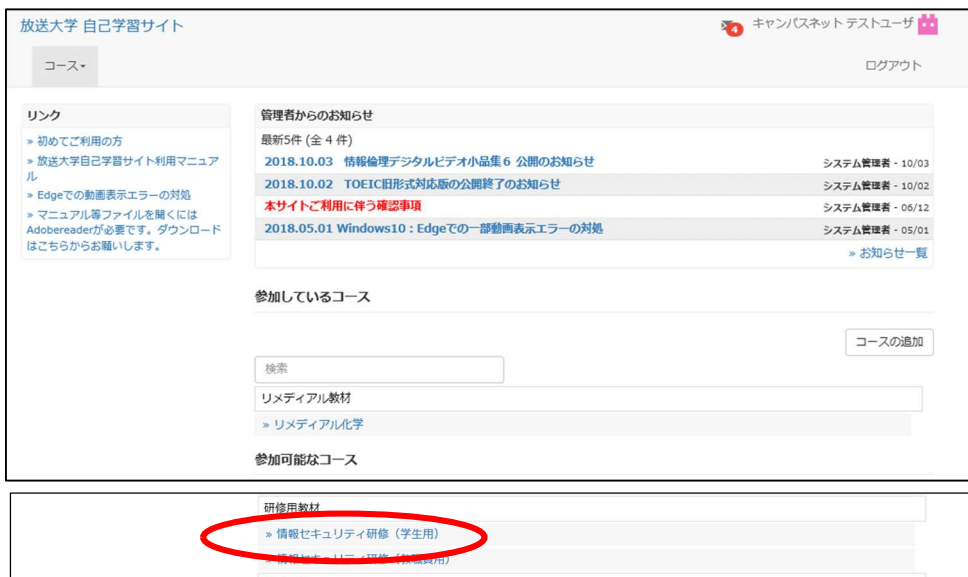 放送大学 自己学習サイト
4
キャンパスネット テストユーザ
コース
ログアウト
リンク
» 初めてご利用の方
» 放送大学自己学習サイト利用マニュア
ル
» Edgeでの動画表示エラーの対処
» マニュアル等ファイルを開くには
Adobereaderが必要です。ダウンロード
はこちらからお願いします。
管理者からのお知らせ
最新5件 (全 4 件)
2018.10.03 情報倫理デジタルビデオ小品集６ 公開のお知らせ システム管理者 - 10/03
2018.10.02 TOEIC旧形式対応版の公開終了のお知らせ システム管理者 - 10/02
本サイトご利用に伴う確認事項 システム管理者 - 06/12
2018.05.01 Windows10：Edgeでの一部動画表示エラーの対処 システム管理者 - 05/01
» お知らせ一覧
参加しているコース
コースの追加
検索
リメディアル教材
» リメディアル化学
参加可能なコース
研修用教材
» 情報セキュリティ研修（学生用）
» 情報セキュリティ研修（教職員用）